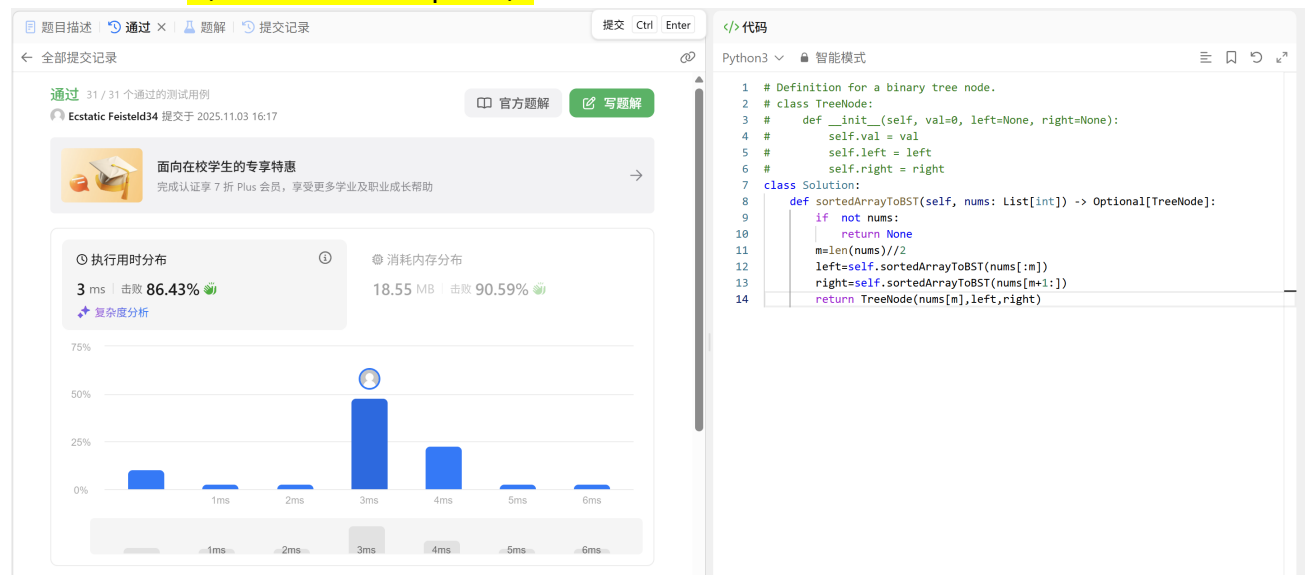 题目描述 通过 × 题解 提交记录
提交 Ctrl Enter
← 全部提交记录
通过 31 / 31 个通过的测试用例
Ecstatic Feisteld34 提交于 2025.11.03 16:17
官方题解
写题解
面向在校学生的专享特惠
完成认证享 7 折 Plus 会员，享受更多学业及职业成长帮助
执行用时分布
3 ms 击败 86.43%
复杂度分析
消耗内存分布
18.55 MB 击败 90.59%
75%
50%
25%
0%
1ms 2ms 3ms 4ms 5ms 6ms
1ms 2ms 3ms 4ms 5ms 6ms
</> 代码
Python3 智能模式
1 # Definition for a binary tree node.
2 # class TreeNode:
3 #     def __init__(self, val=0, left=None, right=None):
4 #         self.val = val
5 #         self.left = left
6 #         self.right = right
7 class Solution:
8     def sortedArrayToBST(self, nums: List[int]) -> Optional[TreeNode]:
9         if  not nums:
10             return None
11         m=len(nums)//2
12         left=self.sortedArrayToBST(nums[:m])
13         right=self.sortedArrayToBST(nums[m+1:])
14         return TreeNode(nums[m],left,right)